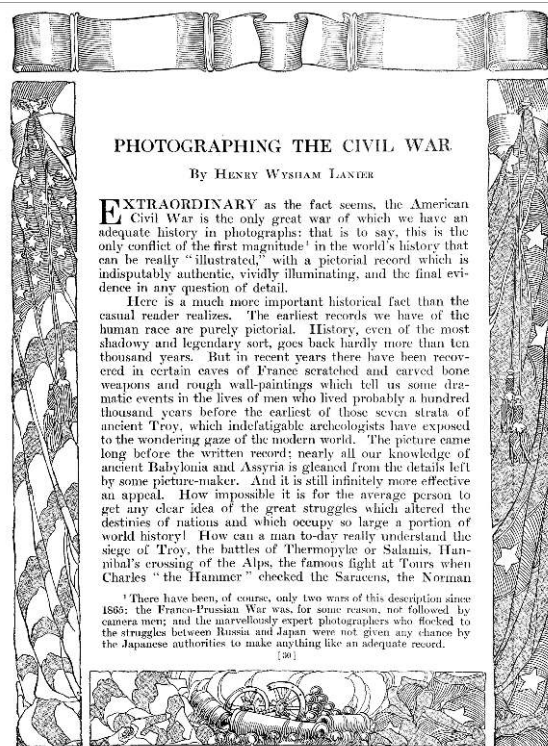 PHOTOGRAPHING THE CIVIL WAR
By Henry Wysham Lanier
EXTRAORDINARY as the fact seems, the American
Civil War is the only great war of which we have an
adequate history in photographs: that is to say, this is the
only conflict of the first magnitude¹ in the world's history that
can be really "illustrated," with a pictorial record which is
indisputably authentic, vividly illuminating, and the final evi-
dence in any question of detail.
Here is a much more important historical fact than the
casual reader realizes. The earliest records we have of the
human race are purely pictorial. History, even of the most
shadowy and legendary sort, goes back hardly more than ten
thousand years. But in recent years there have been recov-
ered in certain caves of France scratched and carved bone
weapons and rough wall-paintings which tell us some dra-
matic events in the lives of men who lived probably a hundred
thousand years before the earliest of those seven strata of
ancient Troy, which indefatigable archeologists have exposed
to the wondering gaze of the modern world. The picture came
long before the written record; nearly all our knowledge of
ancient Babylonia and Assyria is gleaned from the details left
by some picture-maker. And it is still infinitely more effective
an appeal. How impossible it is for the average person to
get any clear idea of the great struggles which altered the
destinies of nations and which occupy so large a portion of
world history! How can a man to-day really understand the
siege of Troy, the battles of Thermopylæ or Salamis, Han-
nibal's crossing of the Alps, the famous fight at Tours when
Charles "the Hammer" checked the Saracens, the Norman
¹ There have been, of course, only two wars of this description since
1865: the Franco-Prussian War was, for some reason, not followed by
camera men; and the marvellously expert photographers who flocked to
the struggles between Russia and Japan were not given any chance by
the Japanese authorities to make anything like an adequate record.
[30]